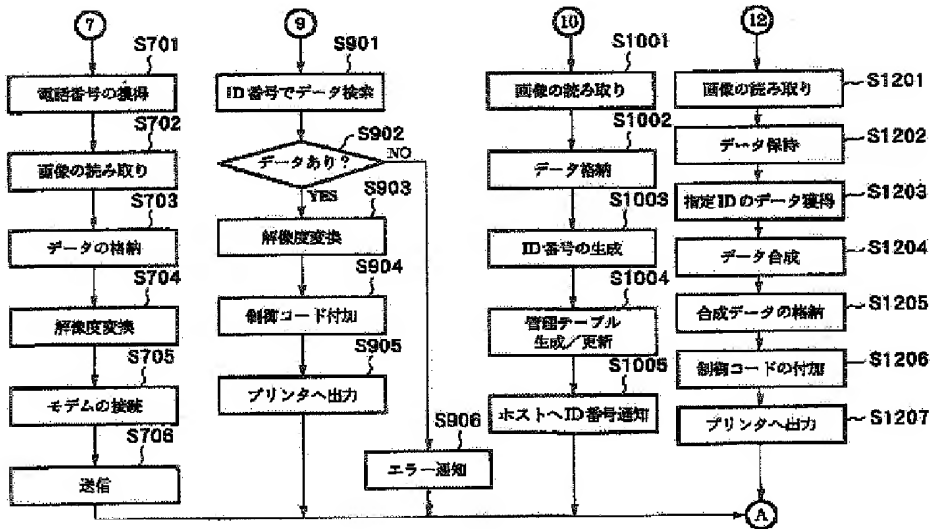 7
S701
電話番号の獲得
S702
画像の読み取り
S703
データの格納
S704
解像度変換
S705
モデムの接続
S706
送信
9
S901
ID番号でデータ検索
S902
データあり?
NO
YES
S903
解像度変換
S904
制御コード付加
S905
プリンタへ出力
S906
エラー通知
10
S1001
画像の読み取り
S1002
データ格納
S1003
ID番号の生成
S1004
管理テーブル
生成/更新
S1005
ホストへID番号通知
12
S1201
画像の読み取り
S1202
データ保持
S1203
指定IDのデータ獲得
S1204
データ合成
S1205
合成データの格納
S1206
制御コードの付加
S1207
プリンタへ出力
A